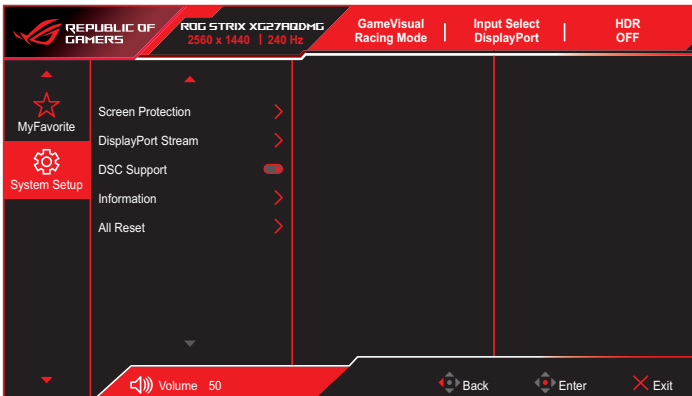 REPUBLIC OF
GAMERS
ROG STRIX XG27AQDMG
2560 x 1440 | 240 Hz
GameVisual
Racing Mode
Input Select
DisplayPort
HDR
OFF
MyFavorite
System Setup
Screen Protection
DisplayPort Stream
DSC Support
Information
All Reset
Volume 50
Back
Enter
Exit